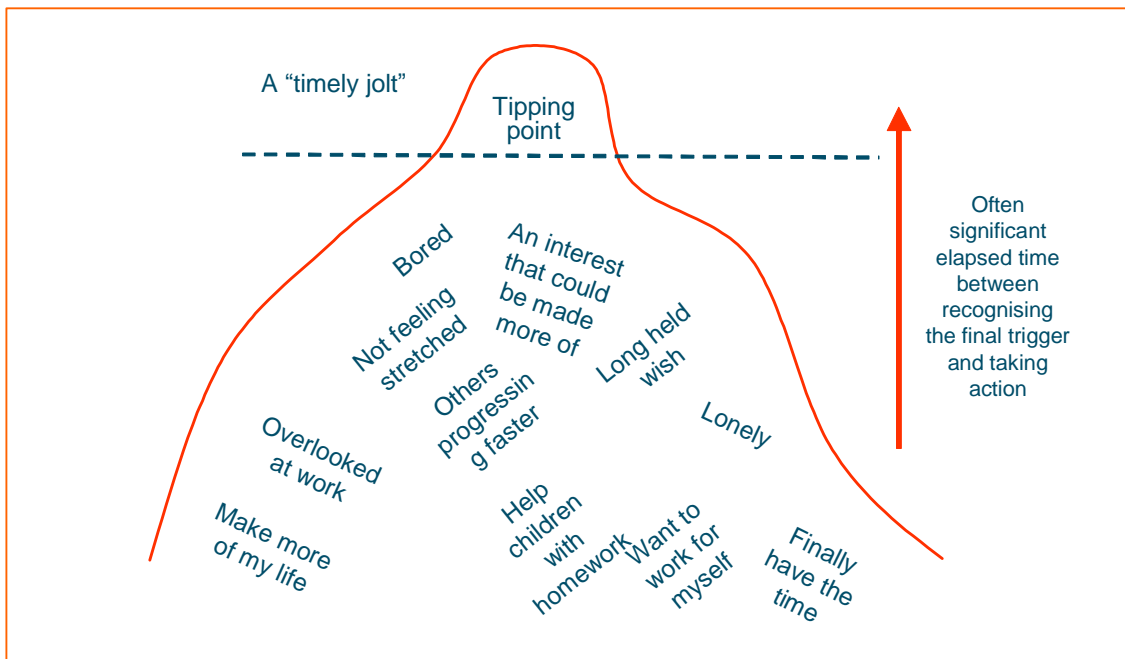 A “timely jolt”
Tipping
point
Bored
An interest
that could
be made
more of
Not feeling
stretched
Long held
wish
Others
progressin
g faster
Lonely
Overlooked
at work
Make more
of my life
Help
children
with
homework
Want to
work for
myself
Finally
have the
time
Often
significant
elapsed time
between
recognising
the final trigger
and taking
action